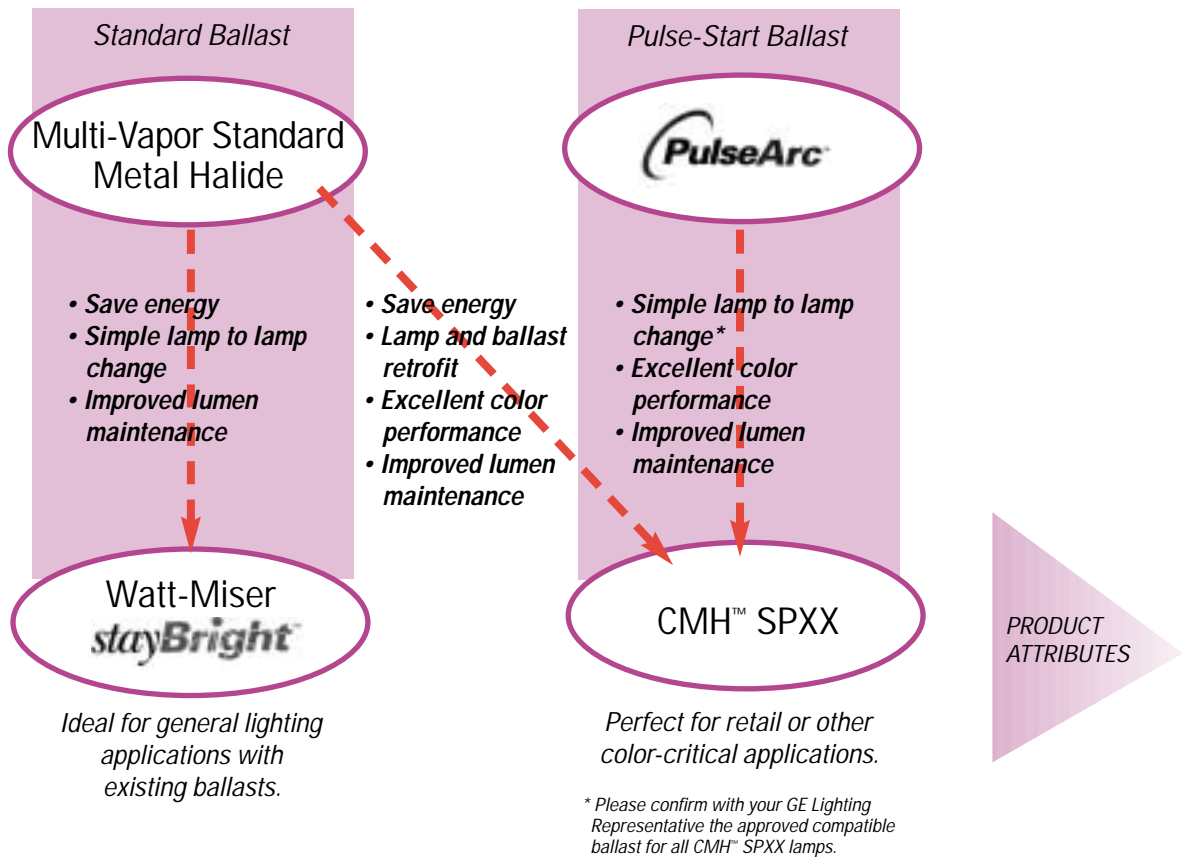 Standard Ballast
Pulse-Start Ballast
Multi-Vapor Standard
Metal Halide
PulseArc™
• Save energy
• Simple lamp to lamp
change
• Improved lumen
maintenance
• Save energy
• Lamp and ballast
retrofit
• Excellent color
performance
• Improved lumen
maintenance
• Simple lamp to lamp
change*
• Excellent color
performance
• Improved lumen
maintenance
Watt-Miser
stayBright™
CMH™ SPXX
PRODUCT
ATTRIBUTES
Ideal for general lighting
applications with
existing ballasts.
Perfect for retail or other
color-critical applications.
* Please confirm with your GE Lighting
Representative the approved compatible
ballast for all CMH™ SPXX lamps.